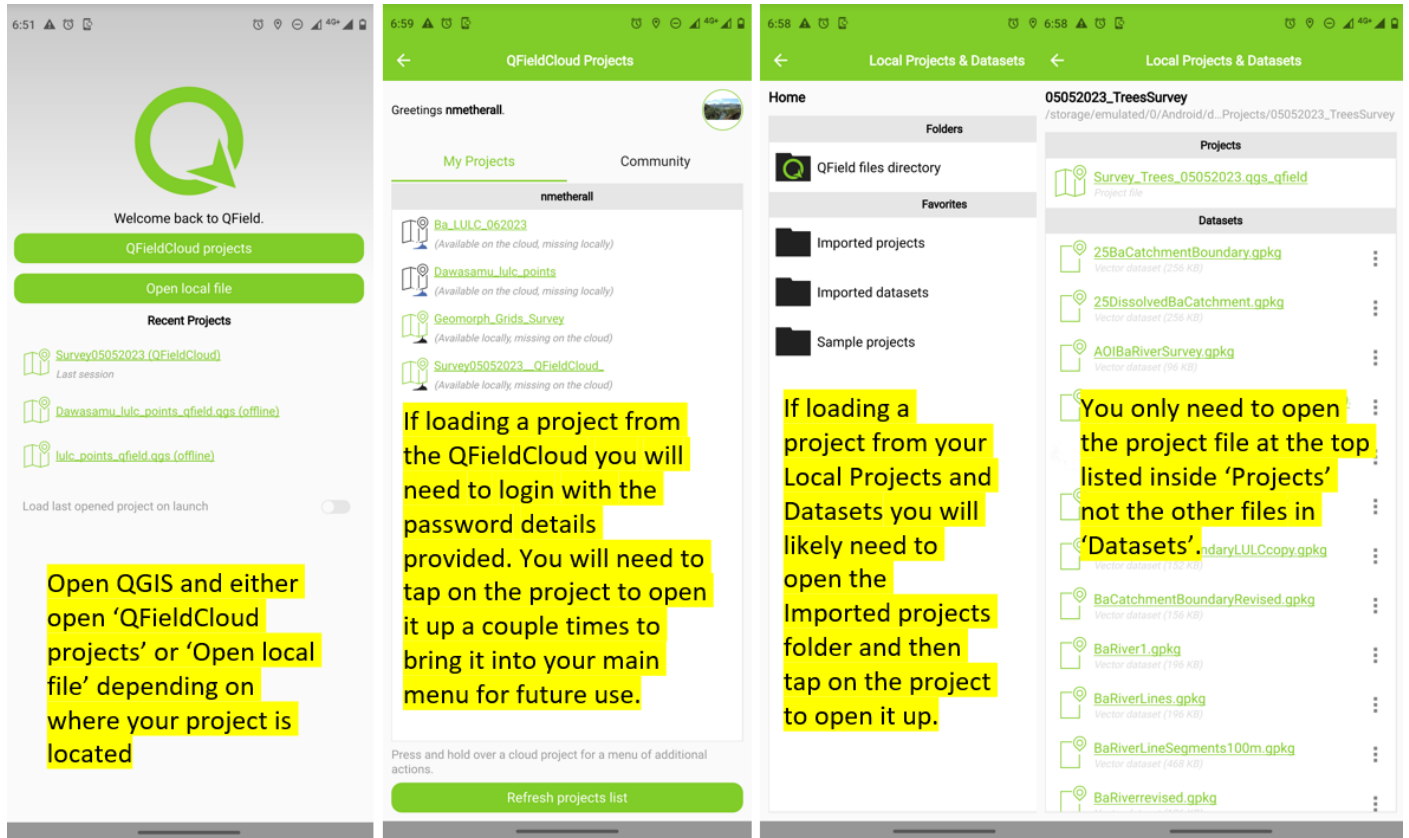 6:51
4G+
Welcome back to QField.
QFieldCloud projects
Open local file
Recent Projects
Survey05052023 (QFieldCloud)
Last session
Dawasamu_lulc_points_qfield.qgs (offline)
lulc_points_qfield.qgs (offline)
Load last opened project on launch
Open QGIS and either
open ‘QFieldCloud
projects’ or ‘Open local
file’ depending on
where your project is
located
6:59
4G+
QFieldCloud Projects
Greetings nmetherall.
My Projects
Community
nmetherall
Ba_LULC_062023
(Available on the cloud, missing locally)
Dawasamu_lulc_points
(Available on the cloud, missing locally)
Geomorph_Grids_Survey
(Available locally, missing on the cloud)
Survey05052023__QFieldCloud_
(Available locally, missing on the cloud)
If loading a project from
the QFieldCloud you will
need to login with the
password details
provided. You will need to
tap on the project to open
it up a couple times to
bring it into your main
menu for future use.
Press and hold over a cloud project for a menu of additional
actions.
Refresh projects list
6:58
Local Projects & Datasets
Home
Folders
QField files directory
Favorites
Imported projects
Imported datasets
Sample projects
If loading a
project from your
Local Projects and
Datasets you will
likely need to
open the
Imported projects
folder and then
tap on the project
to open it up.
6:58
4G+
Local Projects & Datasets
05052023_TreesSurvey
/storage/emulated/0/Android/d...Projects/05052023_TreesSurvey
Projects
Survey_Trees_05052023.qgs_qfield
Project file
Datasets
25BaCatchmentBoundary.gpkg
Vector dataset (256 KB)
25DissolvedBaCatchment.gpkg
Vector dataset (256 KB)
AOIBaRiverSurvey.gpkg
Vector dataset (96 KB)
You only need to open
the project file at the top
listed inside ‘Projects’
not the other files in
‘Datasets’.
ndaryLULCcopy.gpkg
Vector dataset (152 KB)
BaCatchmentBoundaryRevised.gpkg
Vector dataset (156 KB)
BaRiver1.gpkg
Vector dataset (196 KB)
BaRiverLines.gpkg
Vector dataset (196 KB)
BaRiverLineSegments100m.gpkg
Vector dataset (468 KB)
BaRiverrevised.gpkg